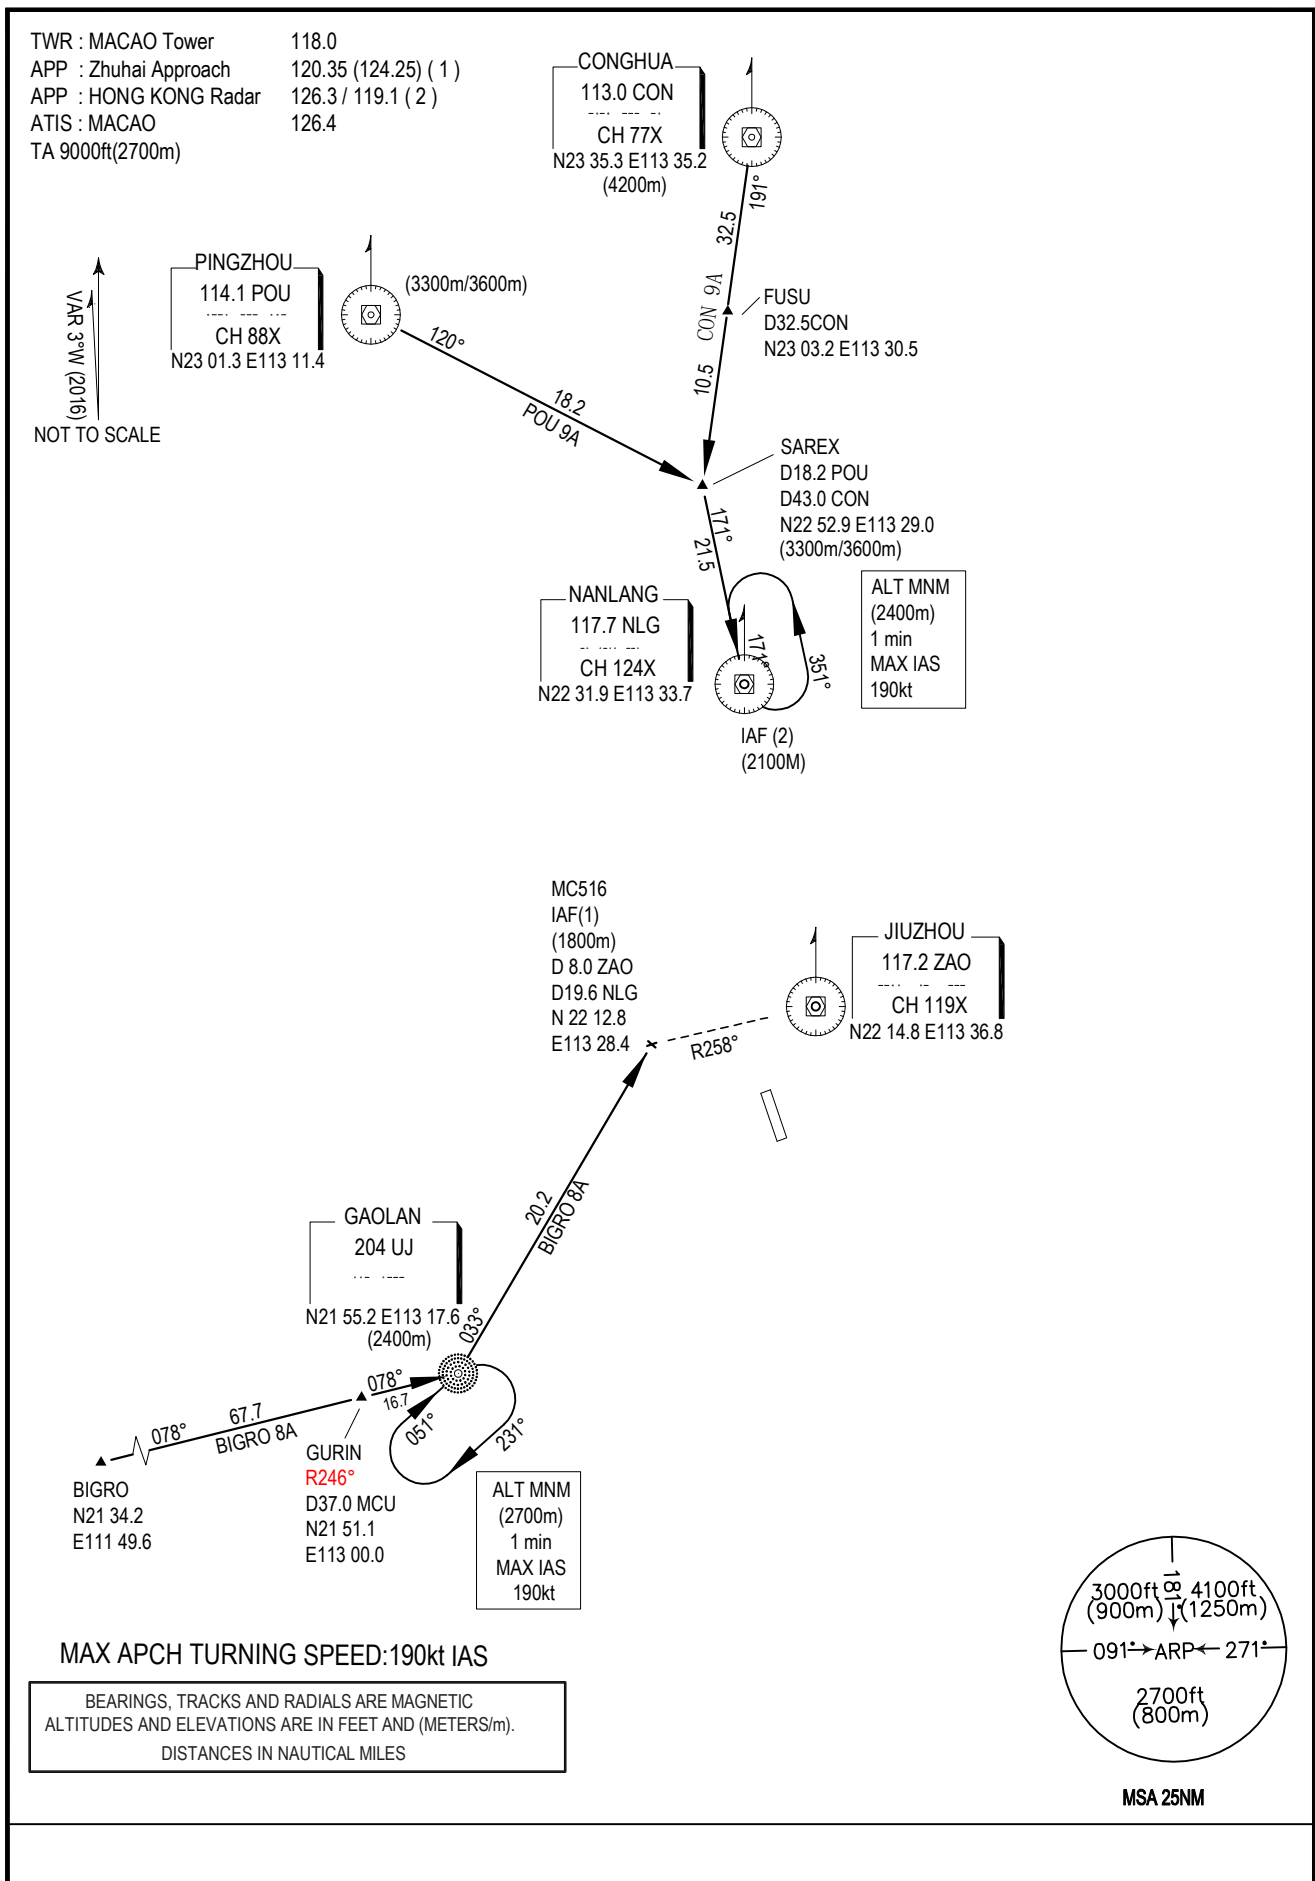 TWR : MACAO Tower 118.0
APP : Zhuhai Approach 120.35 (124.25) ( 1 )
APP : HONG KONG Radar 126.3 / 119.1 ( 2 )
ATIS : MACAO 126.4
TA 9000ft(2700m)
CONGHUA
113.0 CON
CH 77X
N23 35.3 E113 35.2
(4200m)
191°
32.5
CON 9A
10.5
FUSU
D32.5CON
N23 03.2 E113 30.5
VAR 3°W (2016)
NOT TO SCALE
PINGZHOU
114.1 POU
CH 88X
N23 01.3 E113 11.4
(3300m/3600m)
120°
18.2
POU 9A
SAREX
D18.2 POU
D43.0 CON
N22 52.9 E113 29.0
(3300m/3600m)
171°
21.5
NANLANG
117.7 NLG
CH 124X
N22 31.9 E113 33.7
171°
351°
IAF (2)
(2100M)
ALT MNM
(2400m)
1 min
MAX IAS
190kt
MC516
IAF(1)
(1800m)
D 8.0 ZAO
D19.6 NLG
N 22 12.8
E113 28.4
R258°
JIUZHOU
117.2 ZAO
CH 119X
N22 14.8 E113 36.8
20.2
BIGRO 8A
GAOLAN
204 UJ
N21 55.2 E113 17.6
(2400m)
033°
078°
16.7
051°
231°
078°
67.7
BIGRO 8A
BIGRO
N21 34.2
E111 49.6
GURIN
R246°
D37.0 MCU
N21 51.1
E113 00.0
ALT MNM
(2700m)
1 min
MAX IAS
190kt
MAX APCH TURNING SPEED:190kt IAS
BEARINGS, TRACKS AND RADIALS ARE MAGNETIC
ALTITUDES AND ELEVATIONS ARE IN FEET AND (METERS/m).
DISTANCES IN NAUTICAL MILES
3000ft
(900m)
181°
4100ft
(1250m)
091° ARP 271°
2700ft
(800m)
MSA 25NM